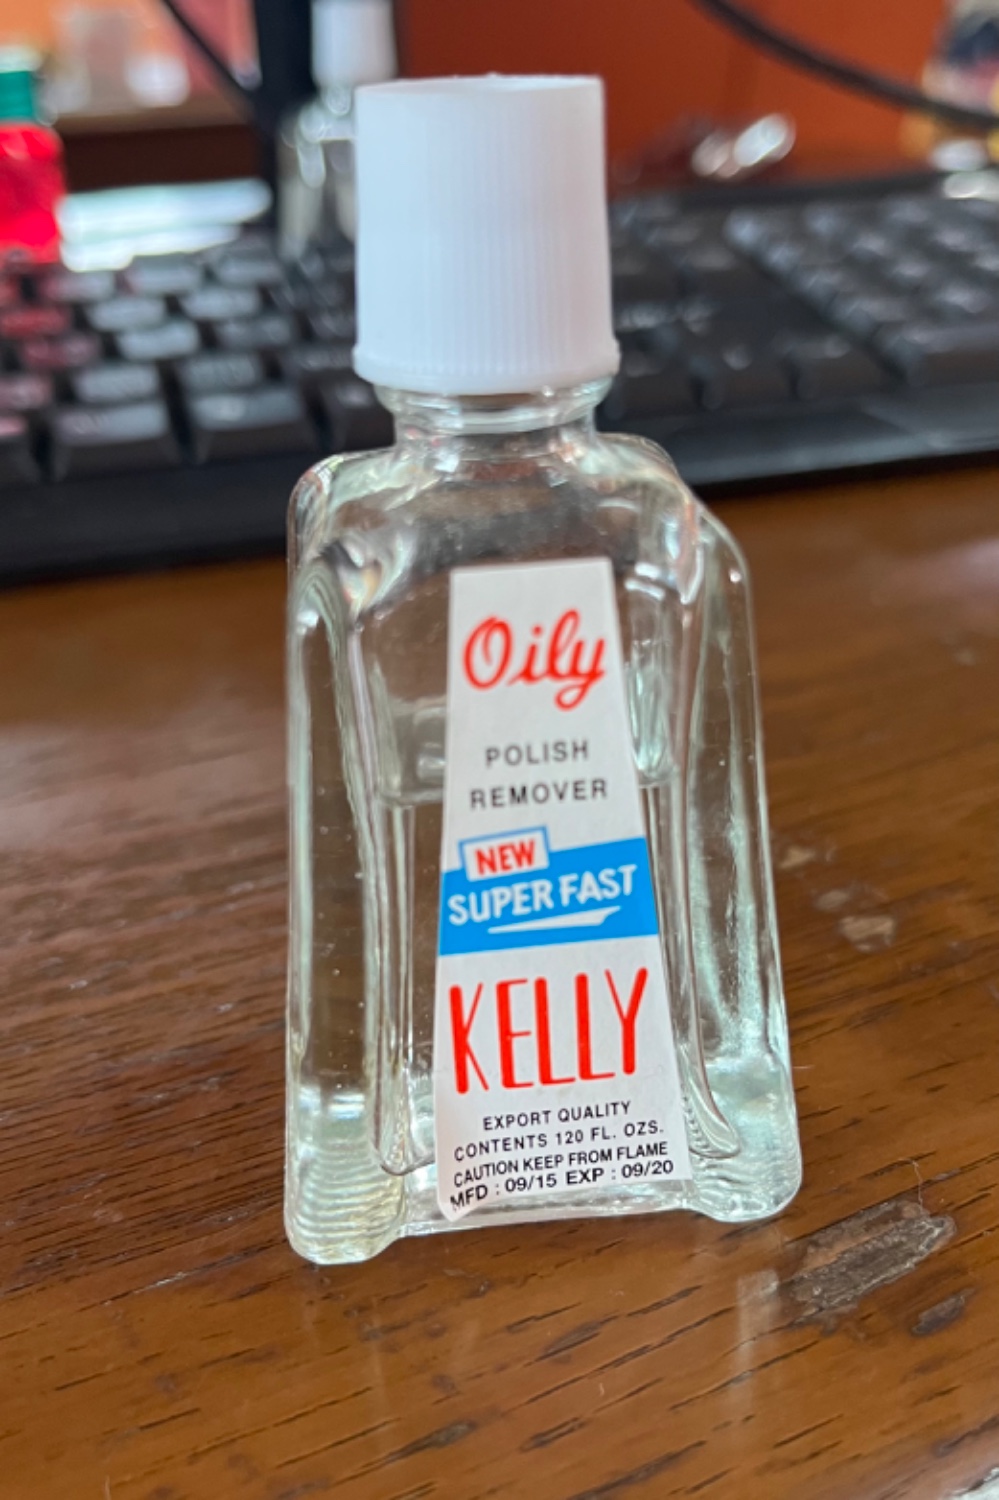 Oily
POLISH
REMOVER
NEW
SUPER FAST
KELLY
EXPORT QUALITY
CONTENTS 120 FL. OZS.
CAUTION KEEP FROM FLAME
MFD : 09/15 EXP : 09/20